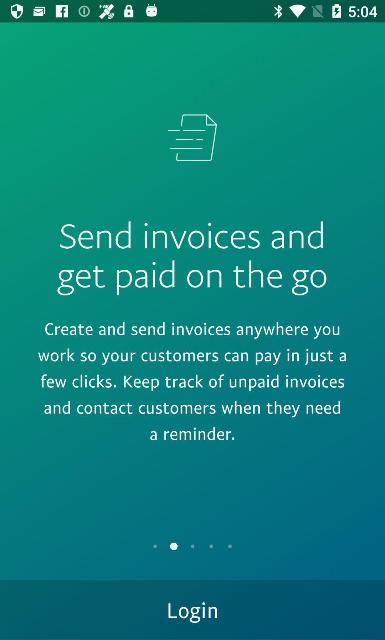 5:04
Send invoices and
get paid on the go
Create and send invoices anywhere you
work so your customers can pay in just a
few clicks. Keep track of unpaid invoices
and contact customers when they need
a reminder.
Login